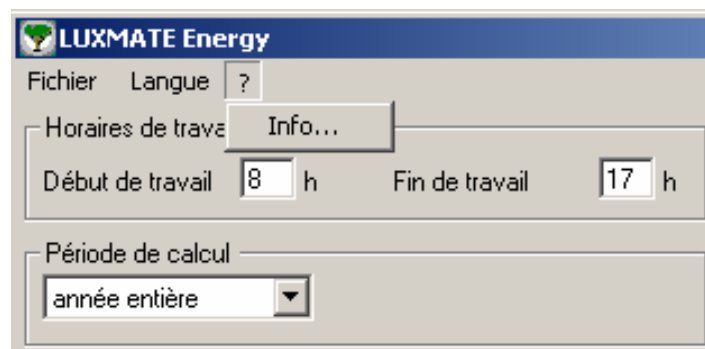 LUXMATE Energy
Fichier Langue ?
Info...
Horaires de trava
Début de travail 8 h Fin de travail 17 h
Période de calcul
année entière